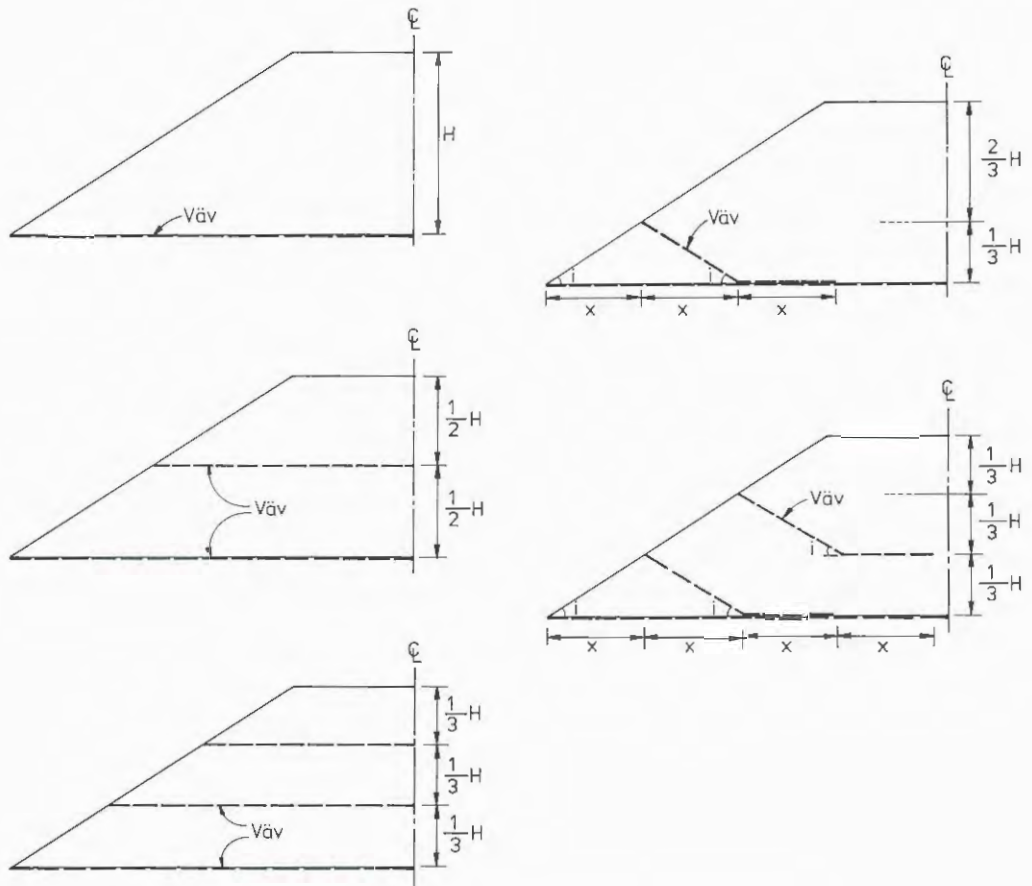 ℄
H
Väv
℄
1/2 H
Väv
1/2 H
℄
1/3 H
1/3 H
Väv
1/3 H
℄
2/3 H
Väv
1/3 H
i i
x x x
℄
1/3 H
Väv
1/3 H
i
1/3 H
i i
x x x x